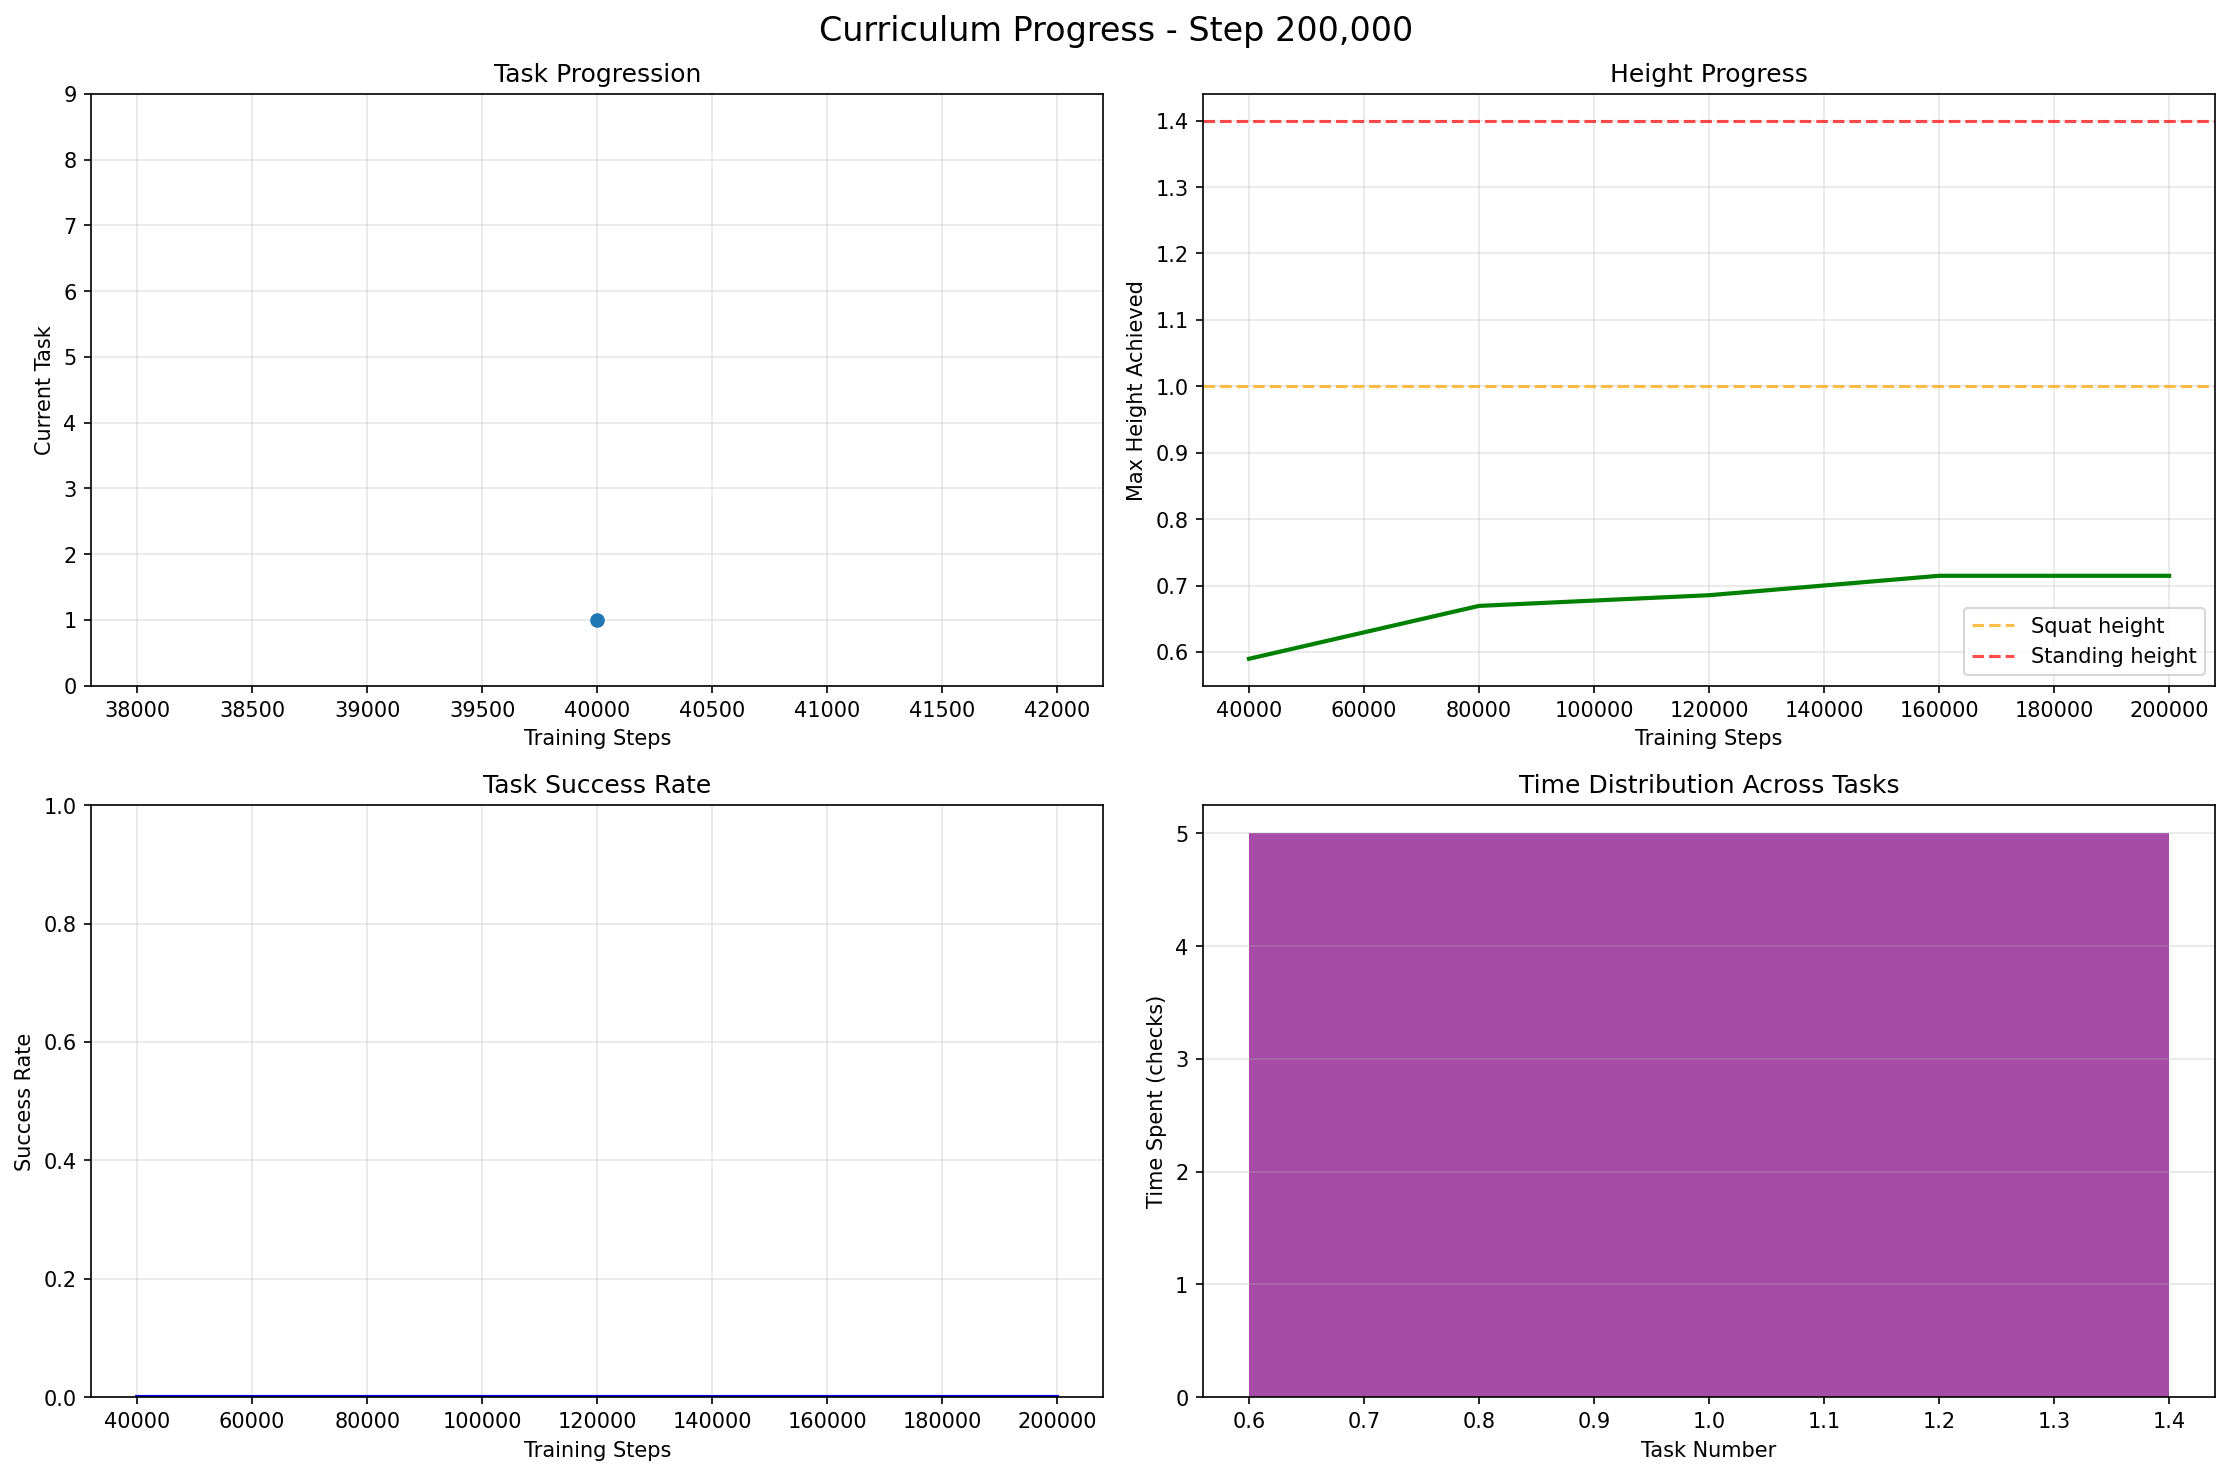 Curriculum Progress - Step 200,000
Task Progression
9
8
7
6
5
4
3
2
1
0
Current Task
38000 38500 39000 39500 40000 40500 41000 41500 42000
Training Steps
Height Progress
1.4
1.3
1.2
1.1
1.0
0.9
0.8
0.7
0.6
Max Height Achieved
Squat height
Standing height
40000 60000 80000 100000 120000 140000 160000 180000 200000
Training Steps
Task Success Rate
1.0
0.8
0.6
0.4
0.2
0.0
Success Rate
40000 60000 80000 100000 120000 140000 160000 180000 200000
Training Steps
Time Distribution Across Tasks
5
4
3
2
1
0
Time Spent (checks)
0.6 0.7 0.8 0.9 1.0 1.1 1.2 1.3 1.4
Task Number